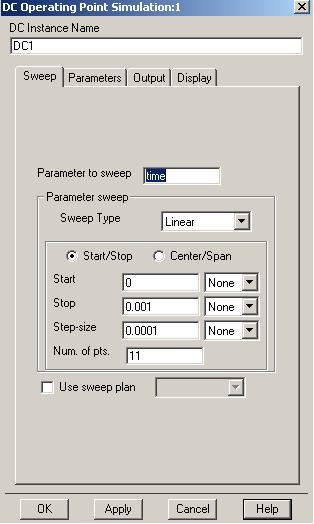 DC Operating Point Simulation:1
DC Instance Name
DC1
Sweep Parameters Output Display
Parameter to sweep time
Parameter sweep
Sweep Type Linear
Start/Stop Center/Span
Start 0 None
Stop 0.001 None
Step-size 0.0001 None
Num. of pts. 11
Use sweep plan
OK Apply Cancel Help